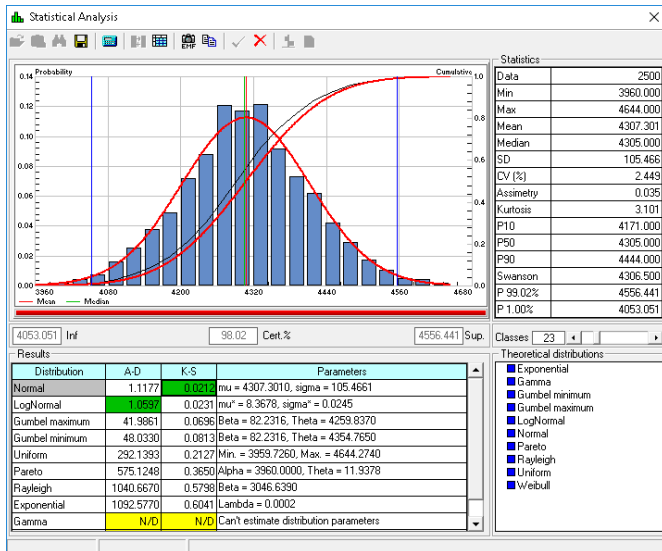 Statistical Analysis
EMF
Probability
Cumulative
0.14
0.12
0.10
0.08
0.06
0.04
0.02
0.00
1.0
0.8
0.6
0.4
0.2
0.0
3960 4080 4200 4320 4440 4560 4680
Mean Median
4053.051 Inf 98.02 Cert.% 4556.441 Sup.
Statistics
Data 2500
Min 3960.000
Max 4644.000
Mean 4307.301
Median 4305.000
SD 105.466
CV (%) 2.449
Assimetry 0.035
Kurtosis 3.101
P10 4171.000
P50 4305.000
P90 4444.000
Swanson 4306.500
P 99.02% 4556.441
P 1.00% 4053.051
Classes 23
Results
Distribution A-D K-S Parameters
Normal 1.1177 0.0212 mu = 4307.3010, sigma = 105.4661
LogNormal 1.0597 0.0231 mu* = 8.3678, sigma* = 0.0245
Gumbel maximum 41.9861 0.0696 Beta = 82.2316, Theta = 4259.8370
Gumbel minimum 48.0330 0.0813 Beta = 82.2316, Theta = 4354.7650
Uniform 292.1393 0.2127 Min. = 3959.7260, Max. = 4644.2740
Pareto 575.1248 0.3650 Alpha = 3960.0000, Theta = 11.9378
Rayleigh 1040.6670 0.5798 Beta = 3046.6390
Exponential 1092.5770 0.6041 Lambda = 0.0002
Gamma N/D N/D Can't estimate distribution parameters
Theoretical distributions
Exponential
Gamma
Gumbel minimum
Gumbel maximum
LogNormal
Normal
Pareto
Rayleigh
Uniform
Weibull